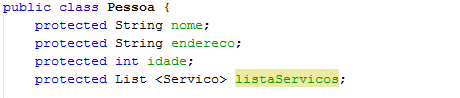 public class Pessoa {
protected String nome;
protected String endereco;
protected int idade;
protected List <Servico> listaServicos;